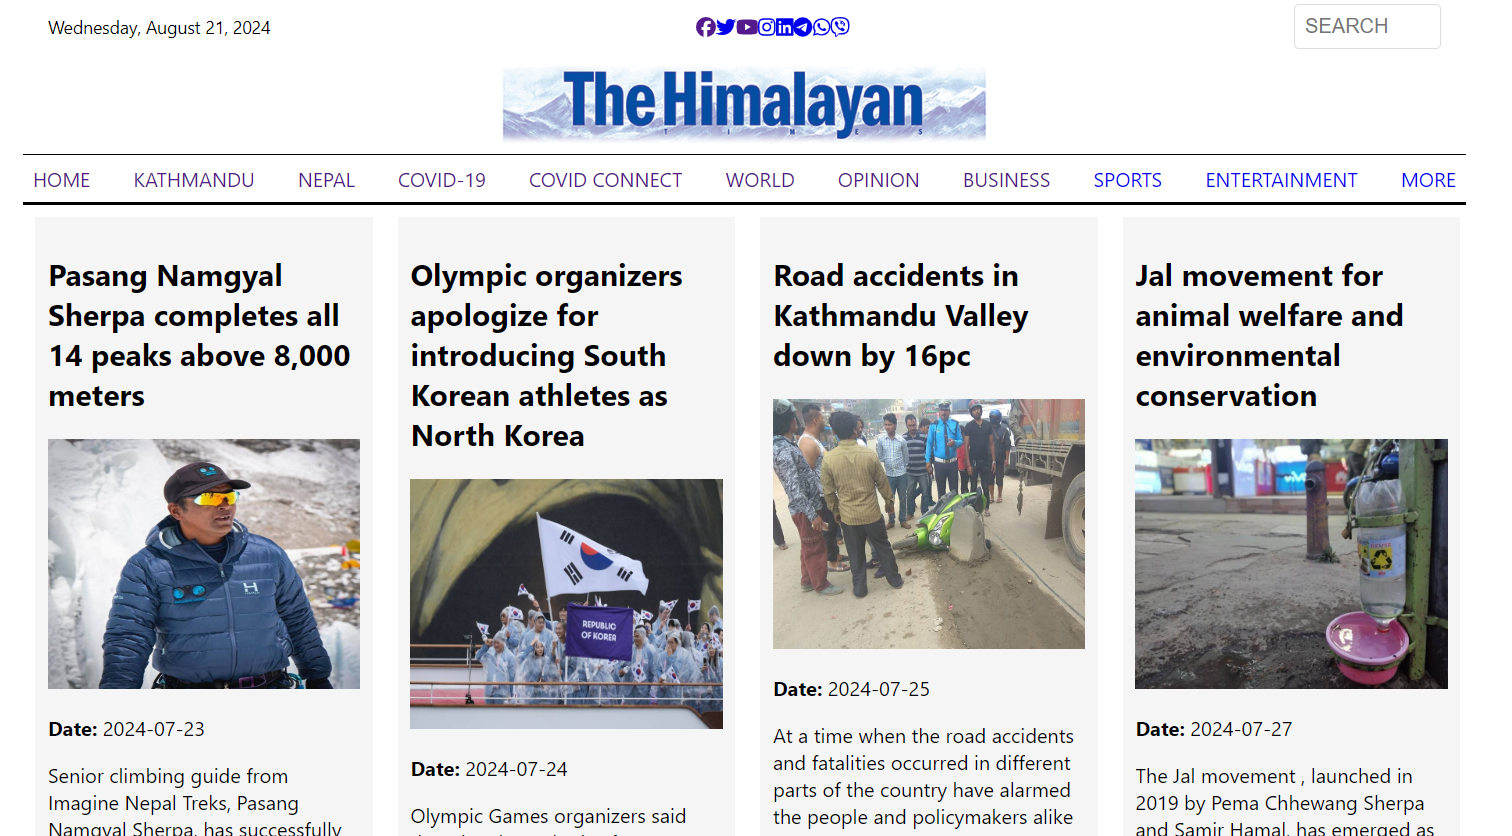 Wednesday, August 21, 2024
SEARCH
The Himalayan
TIMES
HOME KATHMANDU NEPAL COVID-19 COVID CONNECT WORLD OPINION BUSINESS SPORTS ENTERTAINMENT MORE
Pasang Namgyal
Sherpa completes all
14 peaks above 8,000
meters
Date: 2024-07-23
Senior climbing guide from
Imagine Nepal Treks, Pasang
Namgyal Sherpa, has successfully
Olympic organizers
apologize for
introducing South
Korean athletes as
North Korea
REPUBLIC
OF KOREA
Date: 2024-07-24
Olympic Games organizers said
Road accidents in
Kathmandu Valley
down by 16pc
Date: 2024-07-25
At a time when the road accidents
and fatalities occurred in different
parts of the country have alarmed
the people and policymakers alike
Jal movement for
animal welfare and
environmental
conservation
Date: 2024-07-27
The Jal movement , launched in
2019 by Pema Chhewang Sherpa
and Samir Hamal, has emerged as